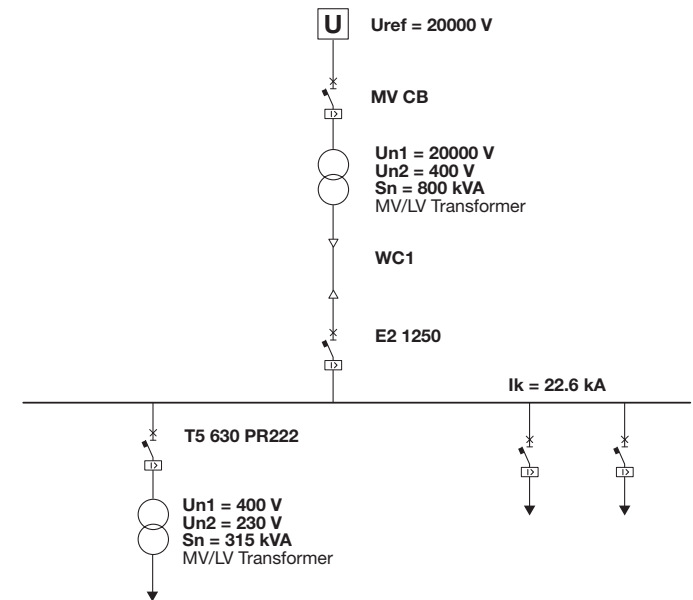 U
Uref = 20000 V
MV CB
I>
Un1 = 20000 V
Un2 = 400 V
Sn = 800 kVA
MV/LV Transformer
WC1
E2 1250
I>
Ik = 22.6 kA
T5 630 PR222
I>
I>
I>
Un1 = 400 V
Un2 = 230 V
Sn = 315 kVA
MV/LV Transformer